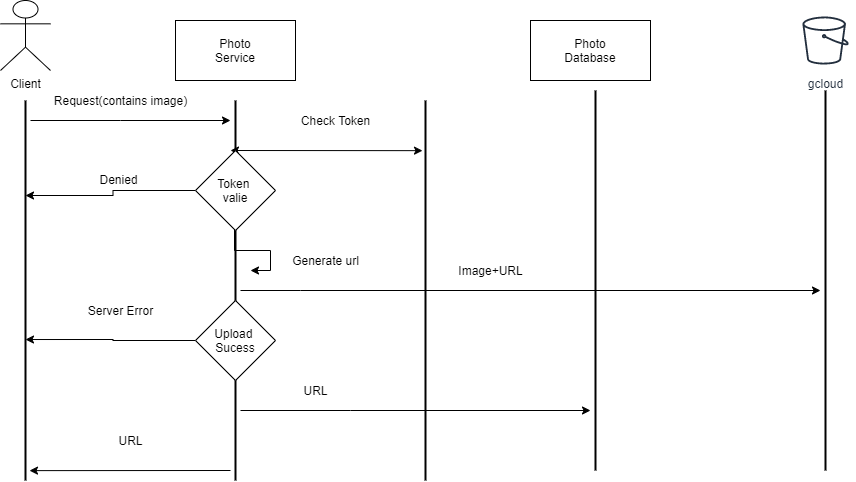 Photo
Service
Photo
Database
Client
gcloud
Request(contains image)
Check Token
Denied
Token
valie
Generate url
Image+URL
Server Error
Upload
Sucess
URL
URL